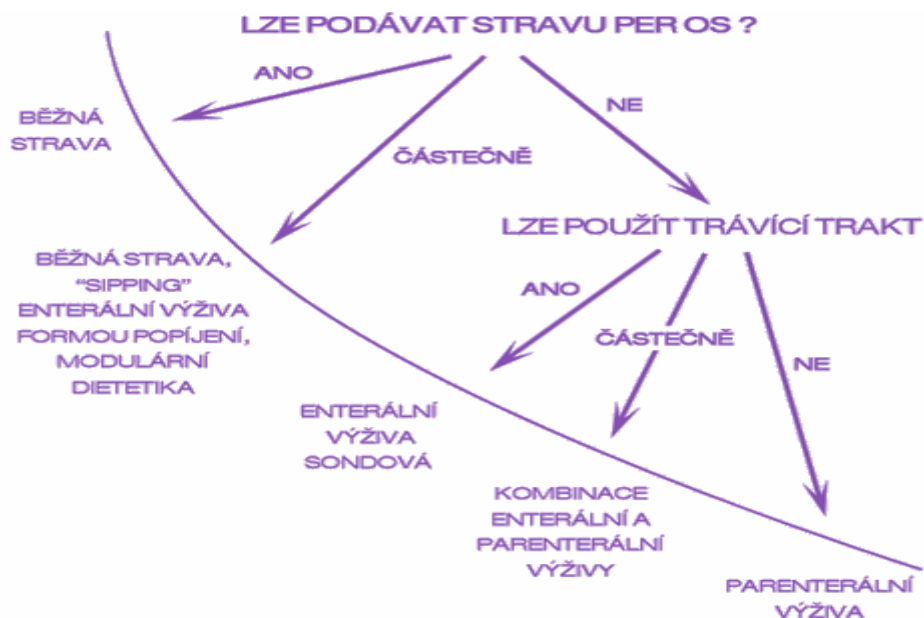 LZE PODÁVAT STRAVU PER OS ?
ANO
NE
BĚŽNÁ
STRAVA
ČÁSTEČNĚ
LZE POUŽÍT TRÁVÍCÍ TRAKT
BĚŽNÁ STRAVA,
“SIPPING”
ENTERÁLNÍ VÝŽIVA
FORMOU POPÍJENÍ,
MODULÁRNÍ
DIETETIKA
ANO
ČÁSTEČNĚ
NE
ENTERÁLNÍ
VÝŽIVA
SONDOVÁ
KOMBINACE
ENTERÁLNÍ A
PARENTERÁLNÍ
VÝŽIVY
PARENTERÁLNÍ
VÝŽIVA